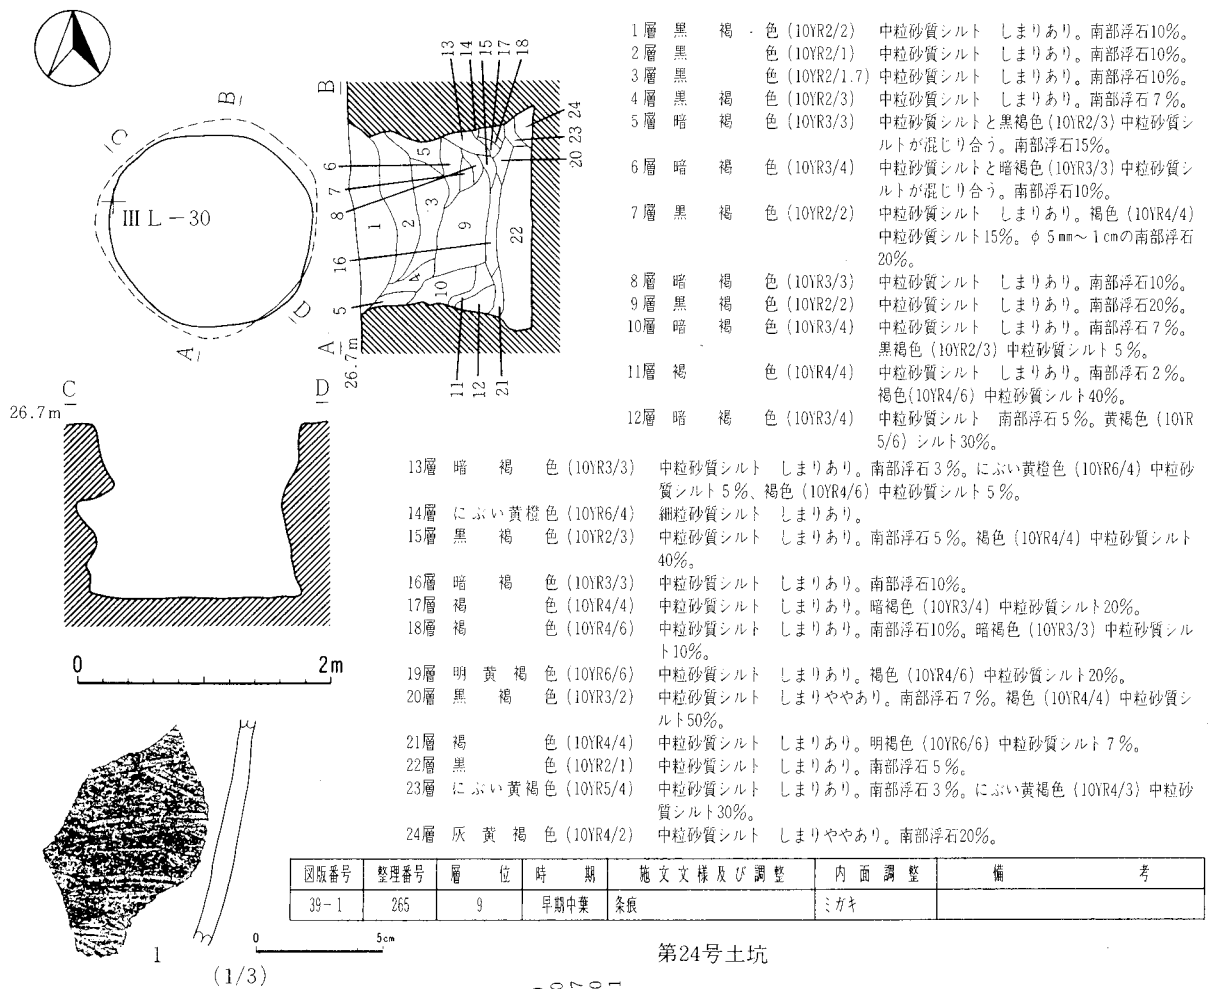 1層 黒褐色(10YR2/2) 中粒砂質シルト しまりあり。南部浮石10%。
2層 黒色(10YR2/1) 中粒砂質シルト しまりあり。南部浮石10%。
3層 黒色(10YR2/1.7) 中粒砂質シルト しまりあり。南部浮石10%。
4層 黒褐色(10YR2/3) 中粒砂質シルト しまりあり。南部浮石7%。
5層 暗褐色(10YR3/3) 中粒砂質シルトと黒褐色(10YR2/3)中粒砂質シ
ルトが混じり合う。南部浮石15%。
6層 暗褐色(10YR3/4) 中粒砂質シルトと暗褐色(10YR3/3)中粒砂質シ
ルトが混じり合う。南部浮石10%。
7層 黒褐色(10YR2/2) 中粒砂質シルト しまりあり。褐色(10YR4/4)
中粒砂質シルト15%。φ5mm~1cmの南部浮石
20%。
8層 暗褐色(10YR3/3) 中粒砂質シルト しまりあり。南部浮石10%。
9層 黒褐色(10YR2/2) 中粒砂質シルト しまりあり。南部浮石20%。
10層 暗褐色(10YR3/4) 中粒砂質シルト しまりあり。南部浮石7%。
黒褐色(10YR2/3)中粒砂質シルト5%。
11層 褐色(10YR4/4) 中粒砂質シルト しまりあり。南部浮石2%。
褐色(10YR4/6)中粒砂質シルト40%。
12層 暗褐色(10YR3/4) 中粒砂質シルト 南部浮石5%。黄褐色(10YR
5/6)シルト30%。
13層 暗褐色(10YR3/3) 中粒砂質シルト しまりあり。南部浮石3%。にぶい黄橙色(10YR6/4)中粒砂
質シルト5%、褐色(10YR4/6)中粒砂質シルト5%。
14層 にぶい黄橙色(10YR6/4) 細粒砂質シルト しまりあり。
15層 黒褐色(10YR2/3) 中粒砂質シルト しまりあり。南部浮石5%。褐色(10YR4/4)中粒砂質シルト
40%。
16層 暗褐色(10YR3/3) 中粒砂質シルト しまりあり。南部浮石10%。
17層 褐色(10YR4/4) 中粒砂質シルト しまりあり。暗褐色(10YR3/4)中粒砂質シルト20%。
18層 褐色(10YR4/6) 中粒砂質シルト しまりあり。南部浮石10%。暗褐色(10YR3/3)中粒砂質シル
ト10%。
19層 明黄褐色(10YR6/6) 中粒砂質シルト しまりあり。褐色(10YR4/6)中粒砂質シルト20%。
20層 黒褐色(10YR3/2) 中粒砂質シルト しまりややあり。南部浮石7%。褐色(10YR4/4)中粒砂質シ
ルト50%。
21層 褐色(10YR4/4) 中粒砂質シルト しまりあり。明褐色(10YR6/6)中粒砂質シルト7%。
22層 黒色(10YR2/1) 中粒砂質シルト しまりあり。南部浮石5%。
23層 にぶい黄褐色(10YR5/4) 中粒砂質シルト しまりあり。南部浮石3%。にぶい黄褐色(10YR4/3)中粒砂
質シルト30%。
24層 灰黄褐色(10YR4/2) 中粒砂質シルト しまりややあり。南部浮石20%。
B
C
ⅢL-30
D
A
13 14 15 17 18
B
24
23
20
6
7
8
16
5
1
2
5
3
4
9
10
22
A
26.7m
11 12 21
C D
26.7m
0 2m
1
(1/3)
0 5cm
図版番号 整理番号 層位 時期 施文文様及び調整 内面調整 備考
39-1 265 9 早期中葉 条痕 ミガキ
第24号土坑